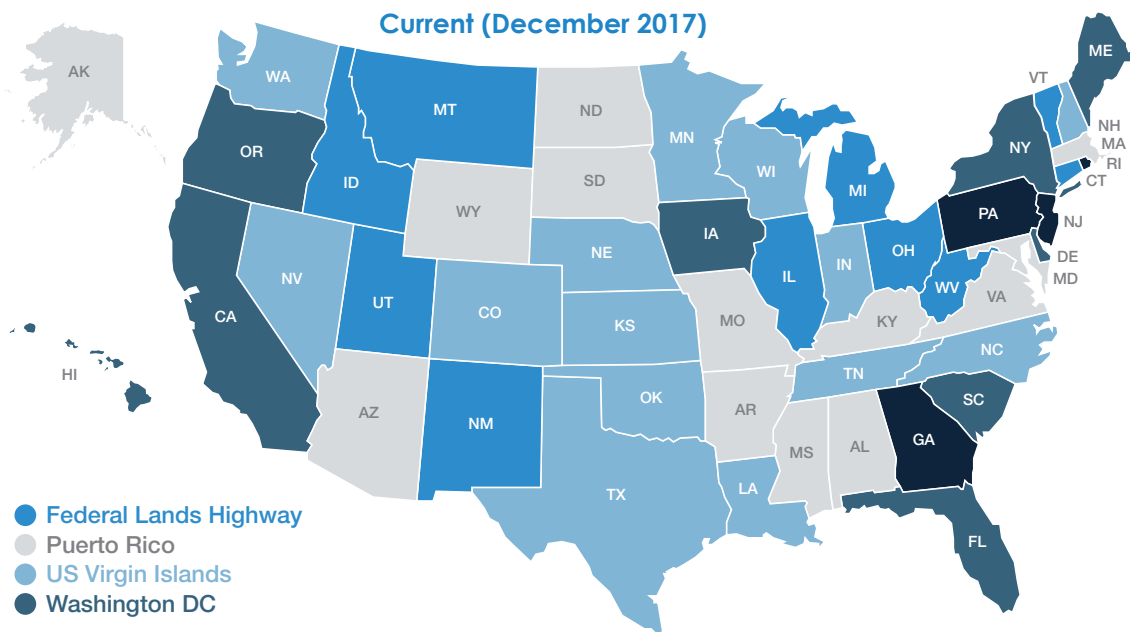 Current (December 2017)
AK
WA
MT
ND
MN
VT
ME
OR
ID
SD
WI
MI
NY
NH
MA
RI
CT
WY
IA
PA
NJ
NE
IL
IN
OH
DE
MD
NV
UT
CO
WV
VA
CA
KS
MO
KY
HI
NC
TN
AZ
NM
OK
AR
SC
MS
AL
GA
TX
LA
FL
Federal Lands Highway
Puerto Rico
US Virgin Islands
Washington DC